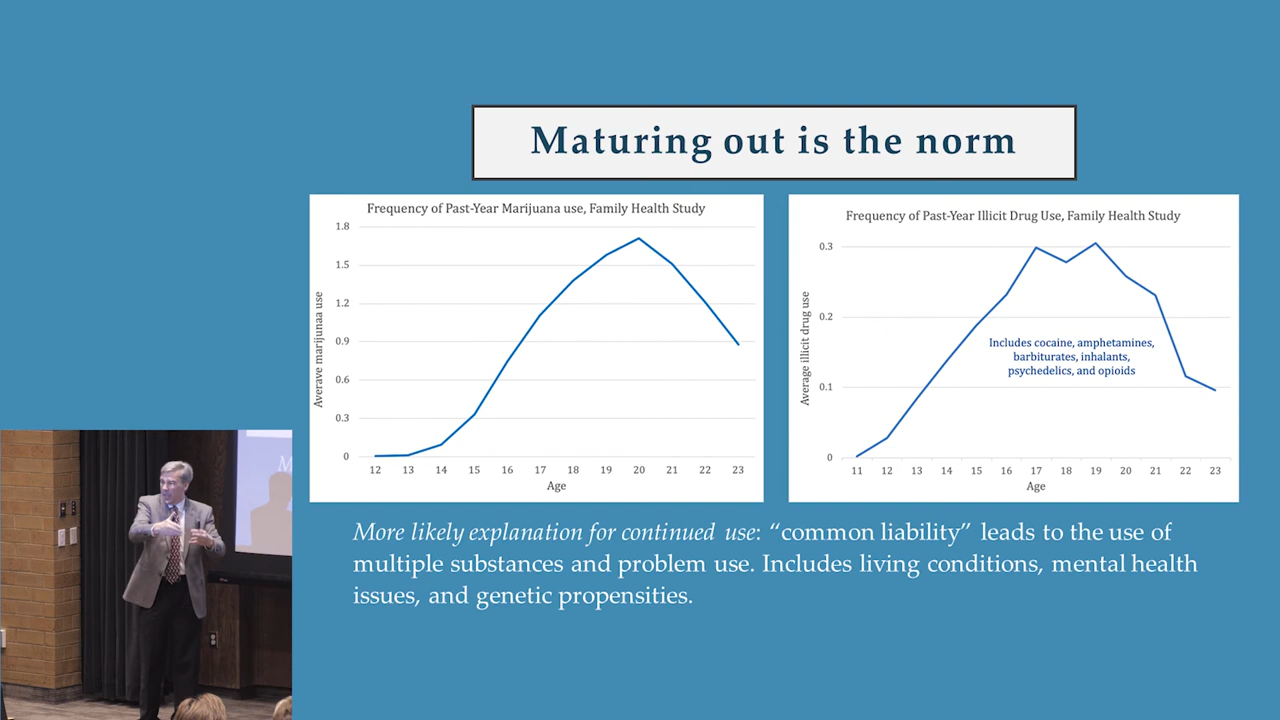 Maturing out is the norm
Frequency of Past-Year Marijuana use, Family Health Study
1.8
1.5
1.2
0.9
0.6
0.3
0
Averave marijunaa use
12 13 14 15 16 17 18 19 20 21 22 23
Age
Frequency of Past-Year Illicit Drug Use, Family Health Study
0.3
0.2
0.1
0
Average illicit drug use
Includes cocaine, amphetamines,
barbiturates, inhalants,
psychedelics, and opioids
11 12 13 14 15 16 17 18 19 20 21 22 23
Age
More likely explanation for continued use: “common liability” leads to the use of
multiple substances and problem use. Includes living conditions, mental health
issues, and genetic propensities.
M